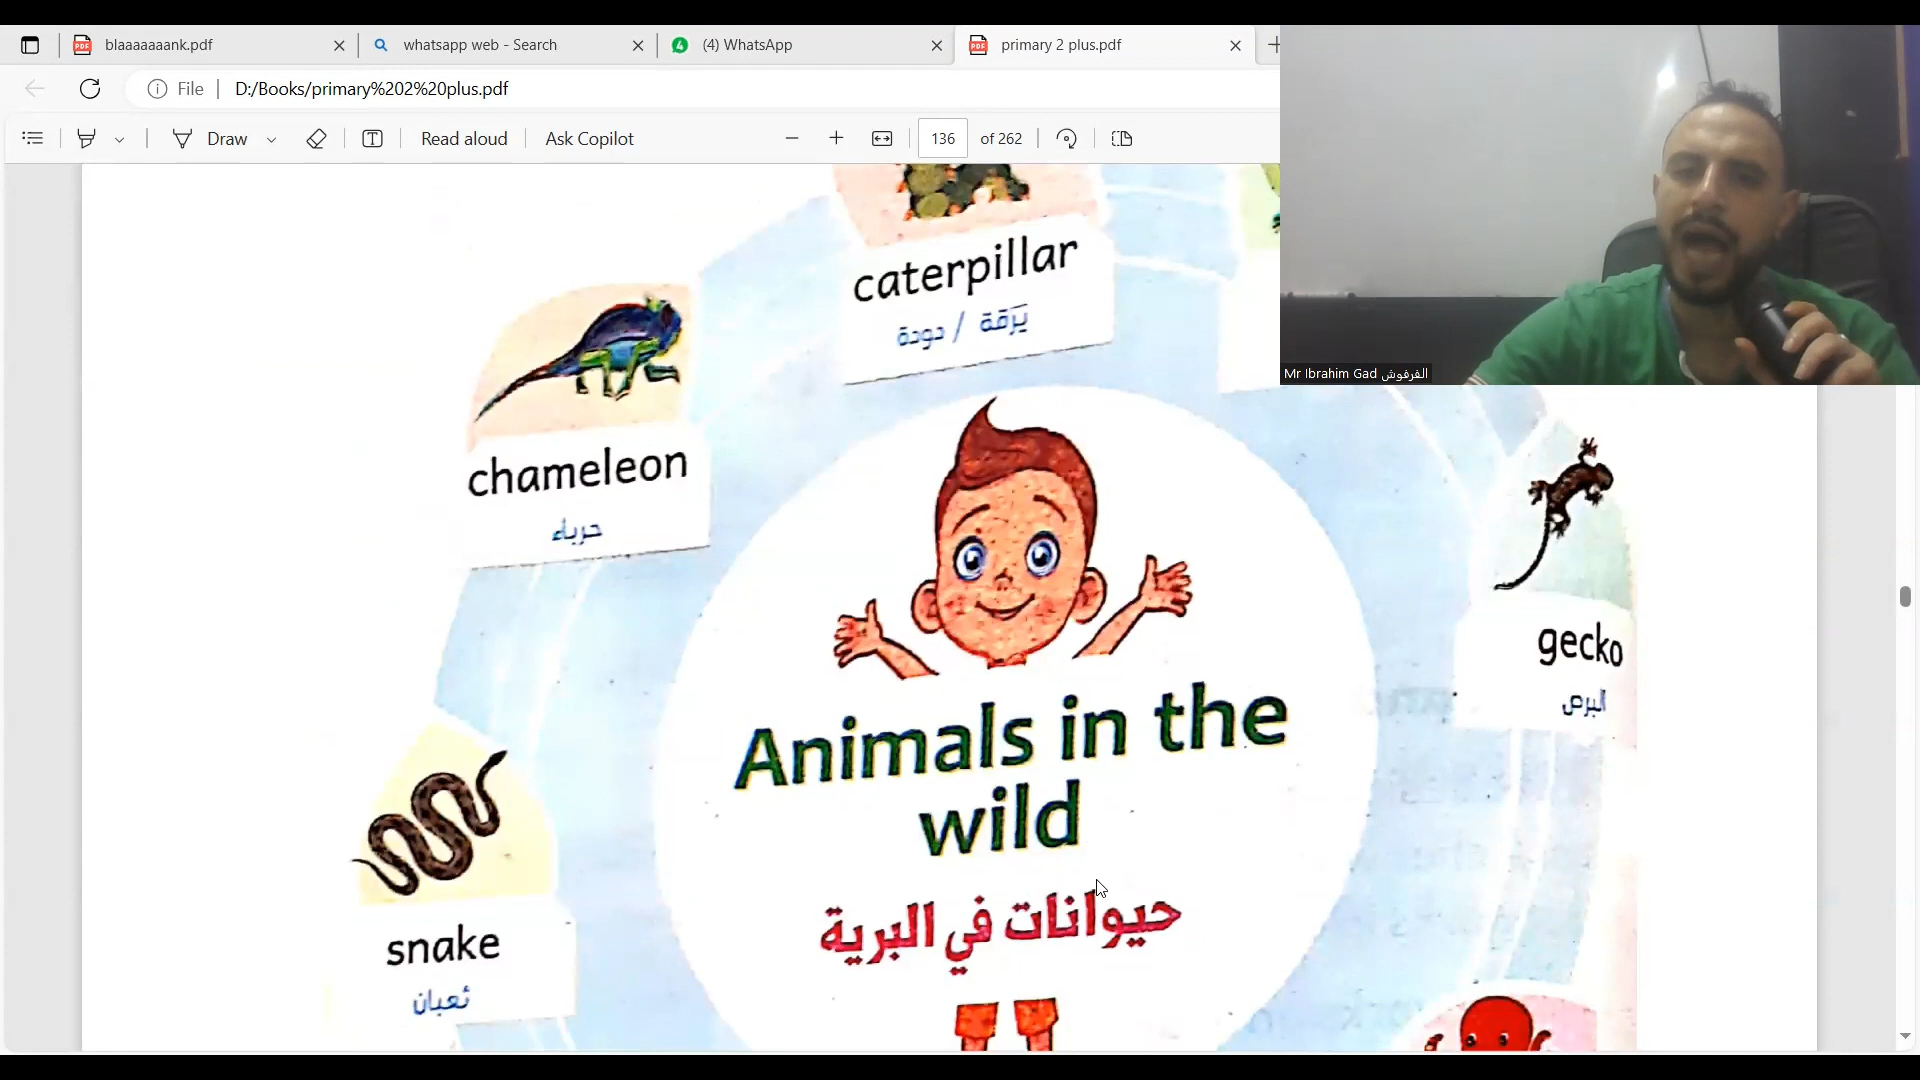 blaaaaaaank.pdf
whatsapp web - Search
(4) WhatsApp
primary 2 plus.pdf
File
D:/Books/primary%202%20plus.pdf
Draw
Read aloud
Ask Copilot
136 of 262
Mr Ibrahim Gad الفرفوش
caterpillar
يَرَقة / دودة
chameleon
حرباء
gecko
البرص
Animals in the
wild
حيوانات في البرية
snake
ثعبان